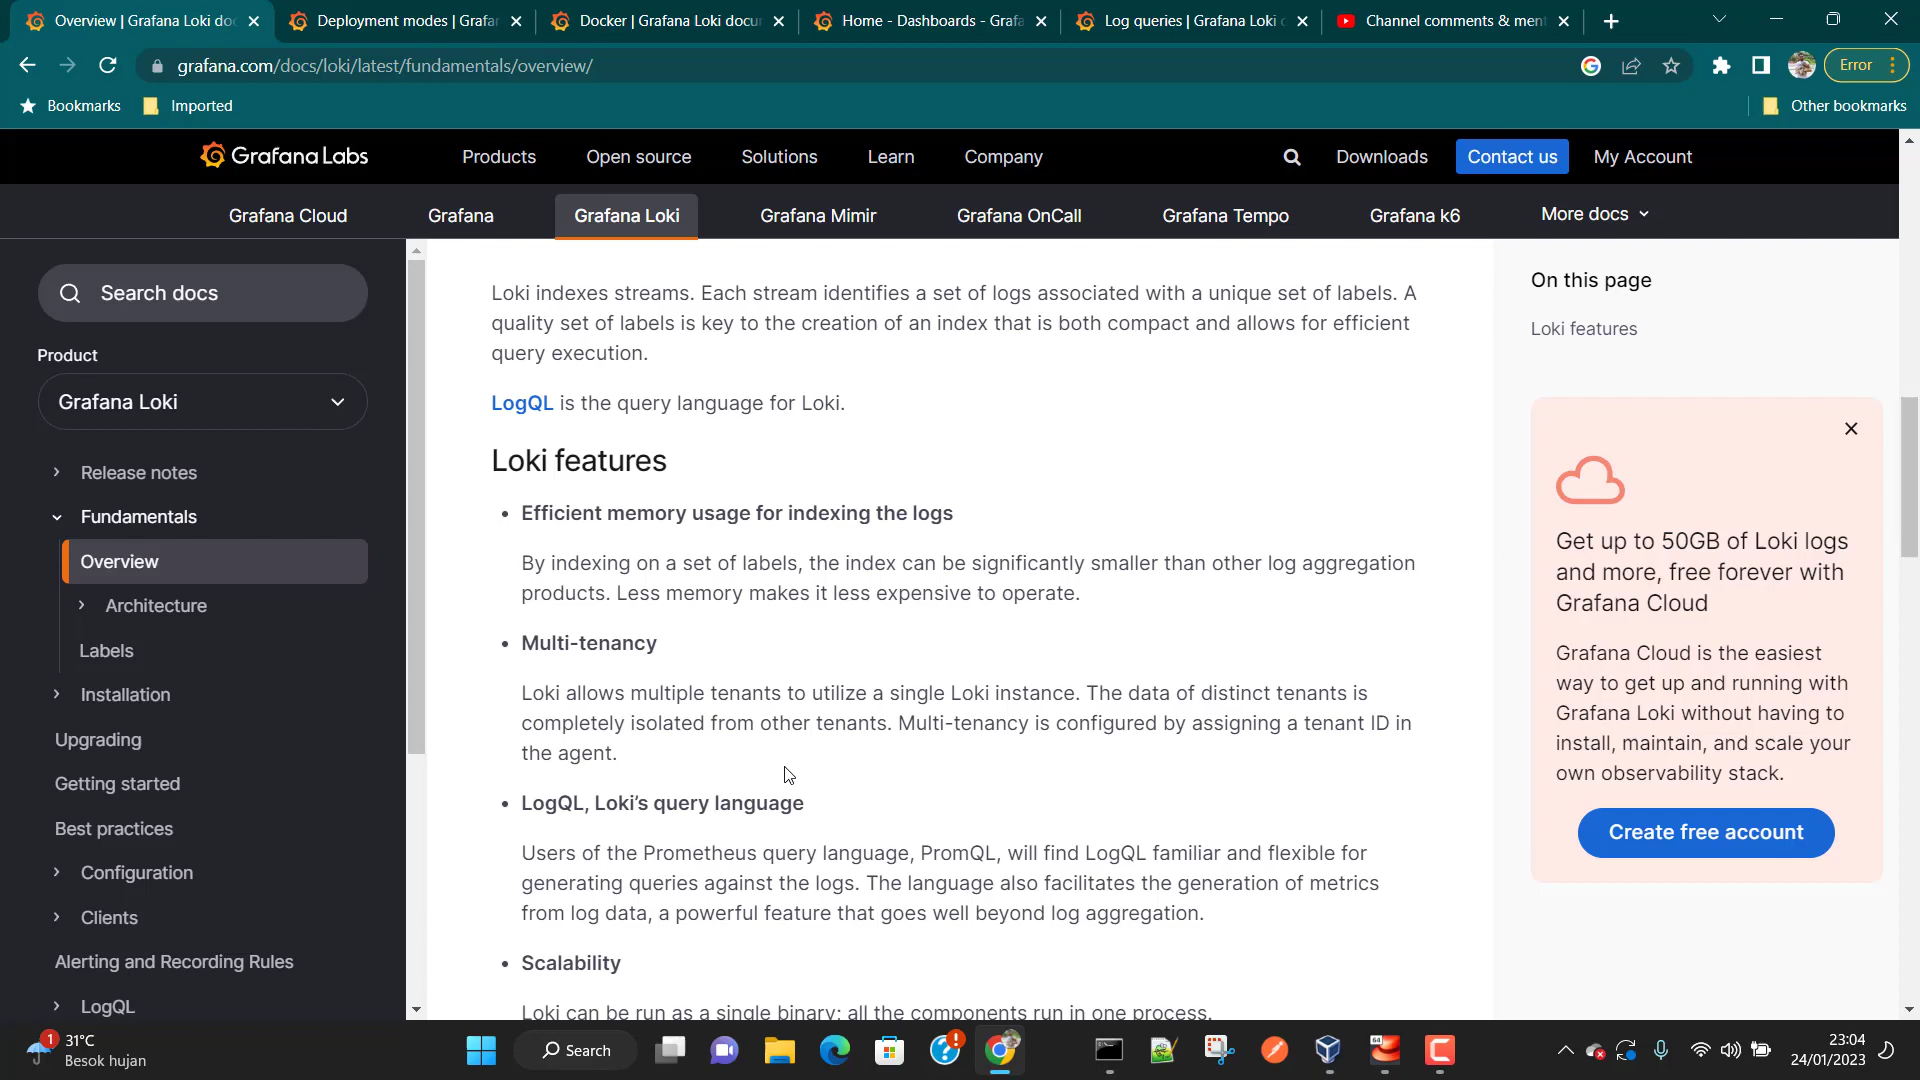 Overview | Grafana Loki do
Deployment modes | Grafan
Docker | Grafana Loki docu
Home - Dashboards - Grafa
Log queries | Grafana Loki
Channel comments & men
grafana.com/docs/loki/latest/fundamentals/overview/
Error
Bookmarks
Imported
Other bookmarks
Grafana Labs
Products
Open source
Solutions
Learn
Company
Downloads
Contact us
My Account
Grafana Cloud
Grafana
Grafana Loki
Grafana Mimir
Grafana OnCall
Grafana Tempo
Grafana k6
More docs
Search docs
Product
Grafana Loki
Release notes
Fundamentals
Overview
Architecture
Labels
Installation
Upgrading
Getting started
Best practices
Configuration
Clients
Alerting and Recording Rules
LogQL
Loki indexes streams. Each stream identifies a set of logs associated with a unique set of labels. A
quality set of labels is key to the creation of an index that is both compact and allows for efficient
query execution.
LogQL is the query language for Loki.
Loki features
• Efficient memory usage for indexing the logs
By indexing on a set of labels, the index can be significantly smaller than other log aggregation
products. Less memory makes it less expensive to operate.
• Multi-tenancy
Loki allows multiple tenants to utilize a single Loki instance. The data of distinct tenants is
completely isolated from other tenants. Multi-tenancy is configured by assigning a tenant ID in
the agent.
• LogQL, Loki's query language
Users of the Prometheus query language, PromQL, will find LogQL familiar and flexible for
generating queries against the logs. The language also facilitates the generation of metrics
from log data, a powerful feature that goes well beyond log aggregation.
• Scalability
Loki can be run as a single binary; all the components run in one process.
On this page
Loki features
Get up to 50GB of Loki logs
and more, free forever with
Grafana Cloud
Grafana Cloud is the easiest
way to get up and running with
Grafana Loki without having to
install, maintain, and scale your
own observability stack.
Create free account
1
31°C
Besok hujan
Search
64
23:04
24/01/2023